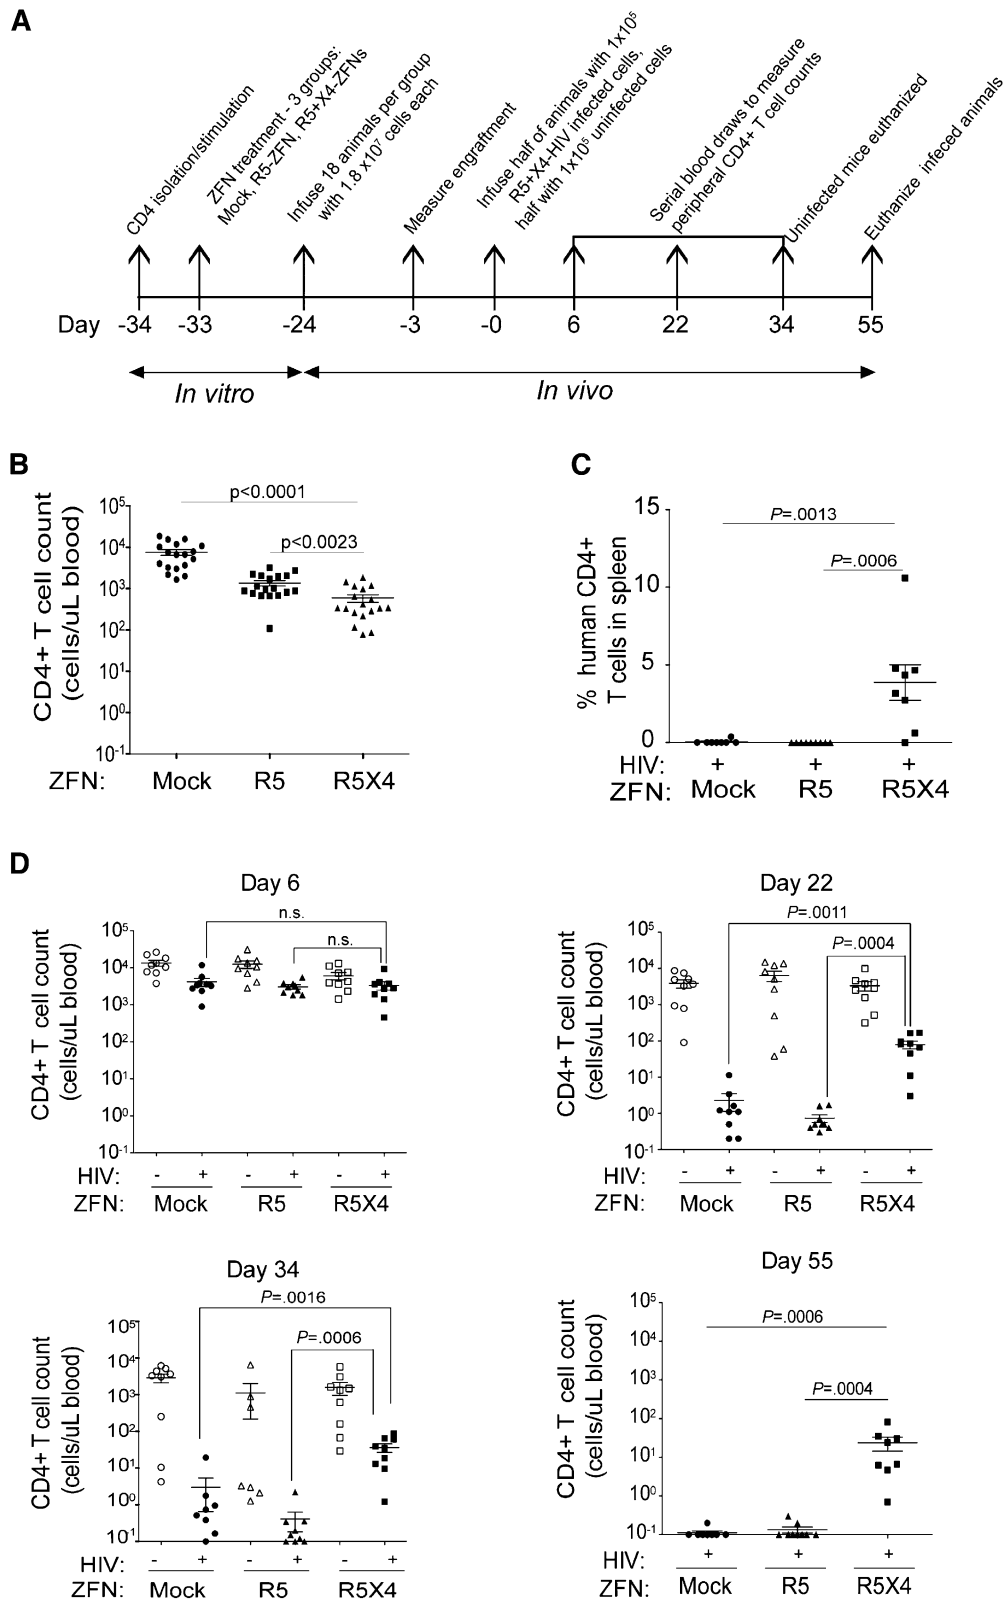 A
CD4 isolation/stimulation
ZFN treatment - 3 groups:
Mock, R5-ZFN, R5+X4-ZFNs
Infuse 18 animals per group
with 1.8 x10⁷ cells each
Measure engraftment
Infuse half of animals with 1x10⁵
R5+X4-HIV infected cells,
half with 1x10⁵ uninfected cells
Serial blood draws to measure
peripheral CD4+ T cell counts
Uninfected mice euthanized
Euthanize infeced animals
Day -34 -33 -24 -3 -0 6 22 34 55
In vitro
In vivo
B
CD4+ T cell count
(cells/uL blood)
p<0.0001
p<0.0023
10⁵
10⁴
10³
10²
10¹
10⁰
10⁻¹
ZFN: Mock R5 R5X4
C
% human CD4+
T cells in spleen
P=.0013
P=.0006
15
10
5
0
HIV: + + +
ZFN: Mock R5 R5X4
D
Day 6
CD4+ T cell count
(cells/uL blood)
n.s.
n.s.
10⁵
10⁴
10³
10²
10¹
10⁰
10⁻¹
HIV: - + - + - +
ZFN: Mock R5 R5X4
Day 22
CD4+ T cell count
(cells/uL blood)
P=.0011
P=.0004
10⁵
10⁴
10³
10²
10¹
10⁰
10⁻¹
HIV: - + - + - +
ZFN: Mock R5 R5X4
Day 34
CD4+ T cell count
(cells/uL blood)
P=.0016
P=.0006
10⁵
10⁴
10³
10²
10¹
10⁰
10⁻¹
HIV: - + - + - +
ZFN: Mock R5 R5X4
Day 55
CD4+ T cell count
(cells/uL blood)
P=.0006
P=.0004
10⁵
10⁴
10³
10²
10¹
10⁰
10⁻¹
HIV: + + +
ZFN: Mock R5 R5X4